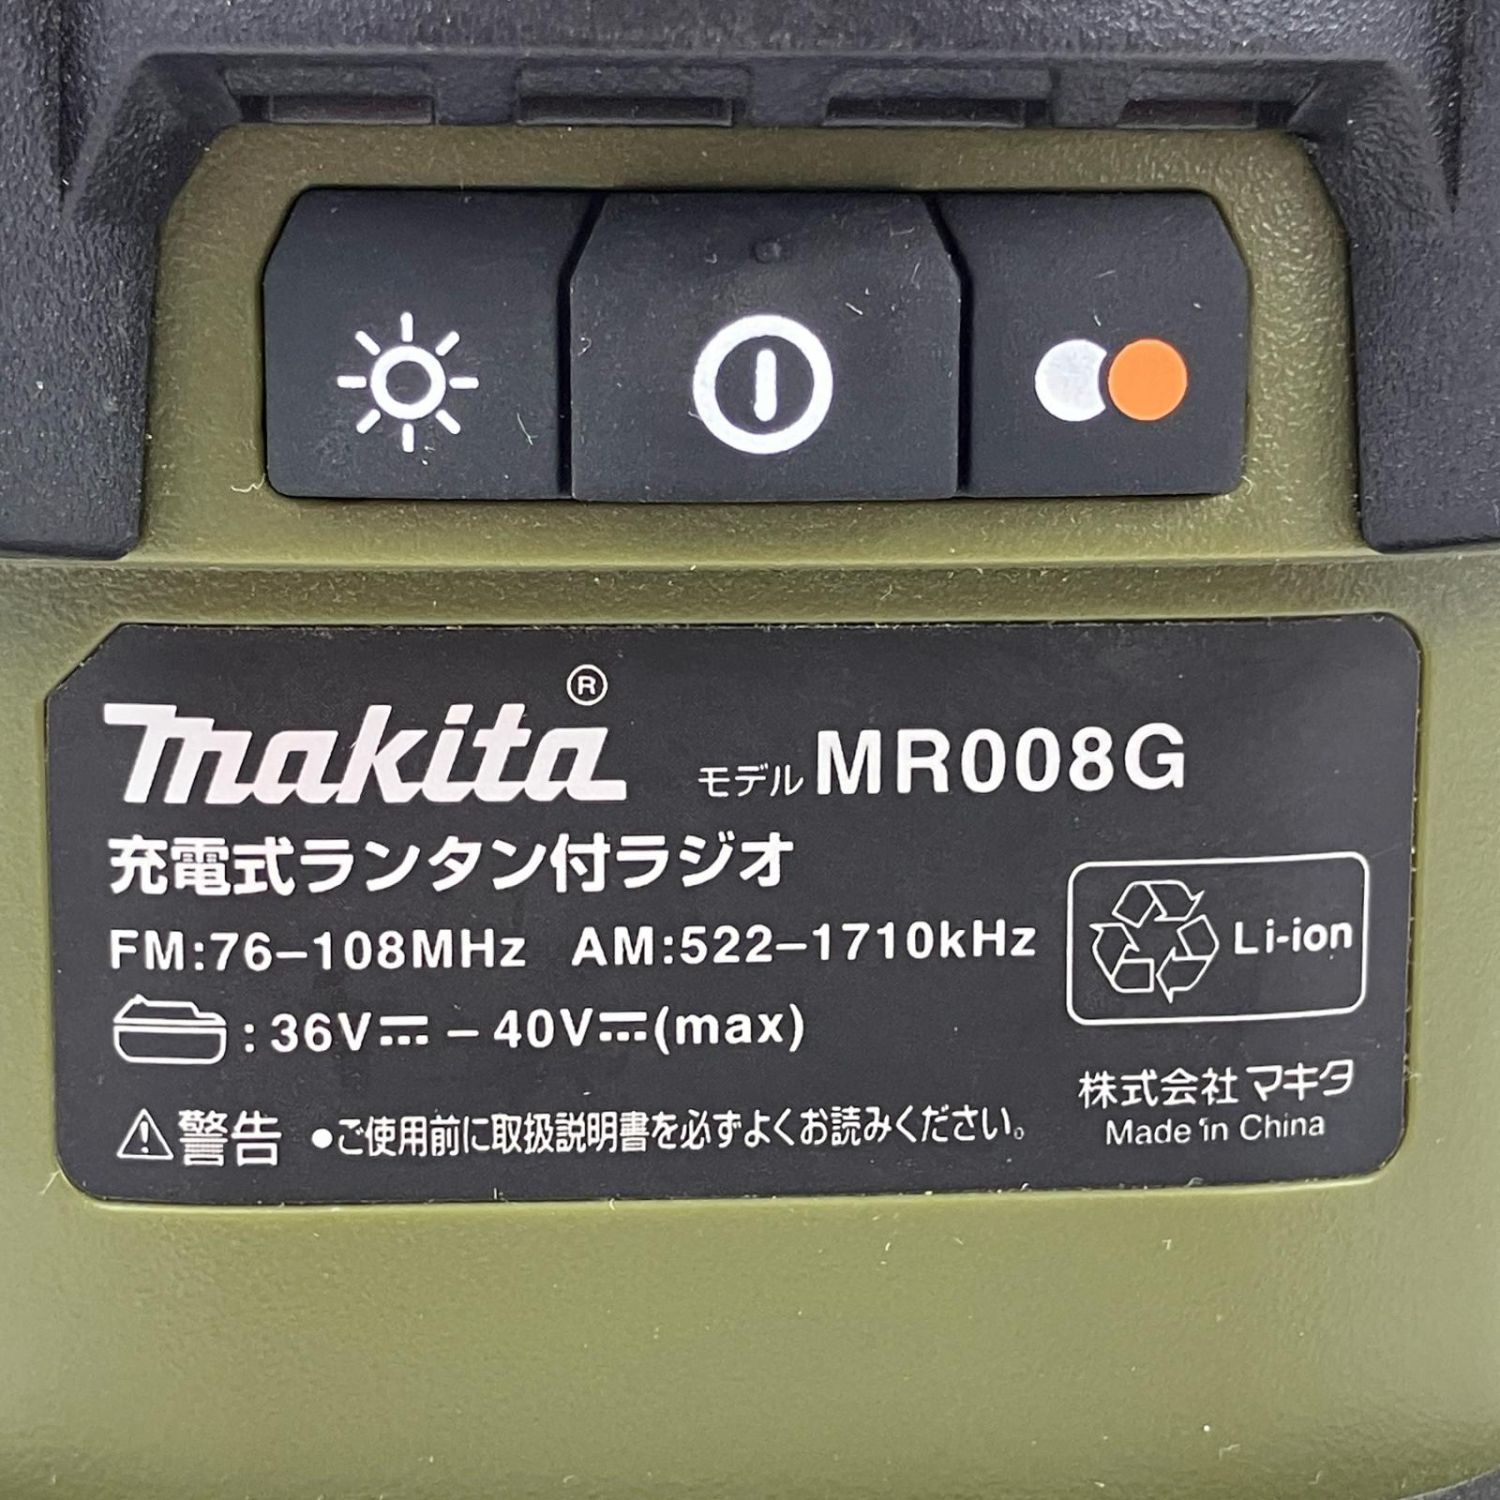 makita®
モデル MR008G
充電式ランタン付ラジオ
FM:76–108MHz AM:522–1710kHz
Li-ion
:36V⎓ – 40V⎓(max)
株式会社マキタ
Made in China
⚠警告 ●ご使用前に取扱説明書を必ずよくお読みください。